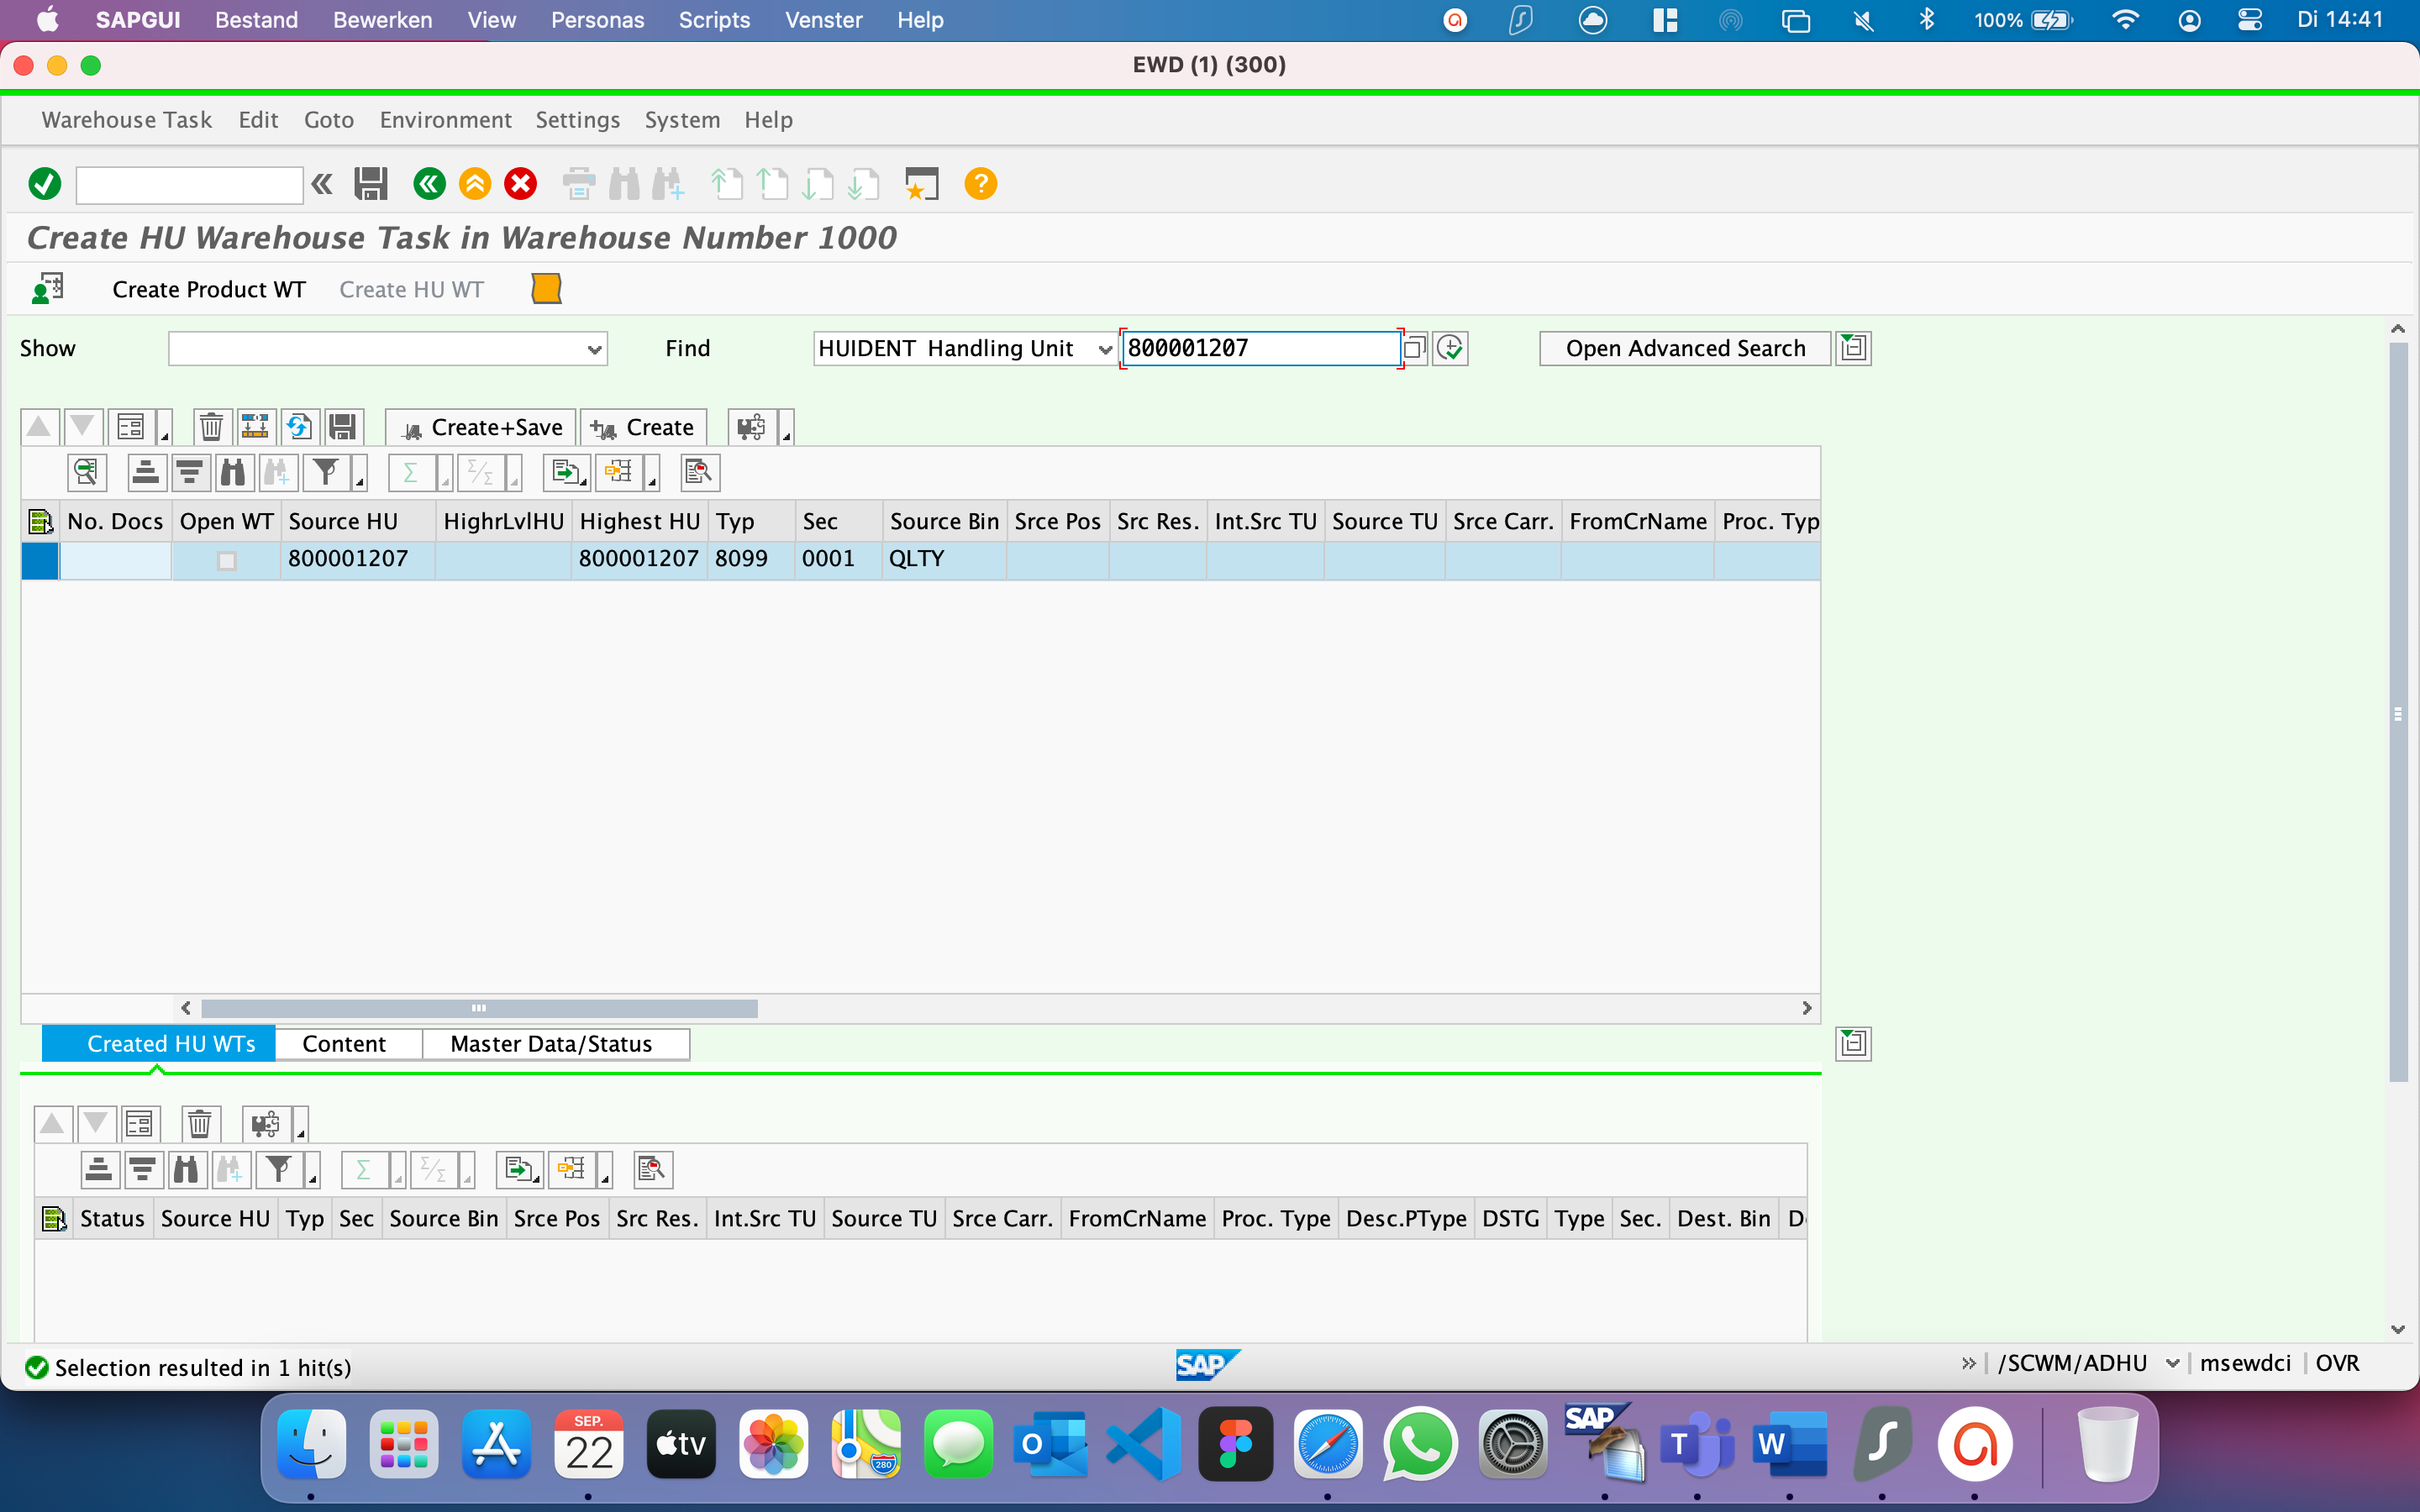 SAPGUI Bestand Bewerken View Personas Scripts Venster Help 100% Di 14:41
EWD (1) (300)
Warehouse Task Edit Goto Environment Settings System Help
Create HU Warehouse Task in Warehouse Number 1000
Create Product WT Create HU WT
Show Find HUIDENT Handling Unit 800001207 Open Advanced Search
Create+Save Create
No. Docs Open WT Source HU HighrLvlHU Highest HU Typ Sec Source Bin Srce Pos Src Res. Int.Src TU Source TU Srce Carr. FromCrName Proc. Typ
800001207 800001207 8099 0001 QLTY
Created HU WTs Content Master Data/Status
Status Source HU Typ Sec Source Bin Srce Pos Src Res. Int.Src TU Source TU Srce Carr. FromCrName Proc. Type Desc.PType DSTG Type Sec. Dest. Bin D
Selection resulted in 1 hit(s) SAP /SCWM/ADHU msewdci OVR
SEP.
22
tv
280
O
SAP
T
W